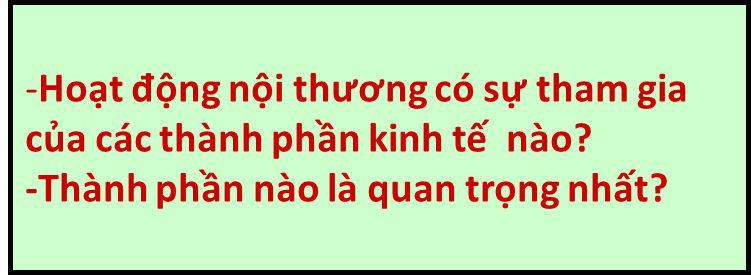 -Hoạt động nội thương có sự tham gia
của các thành phần kinh tế  nào?
-Thành phần nào là quan trọng nhất?